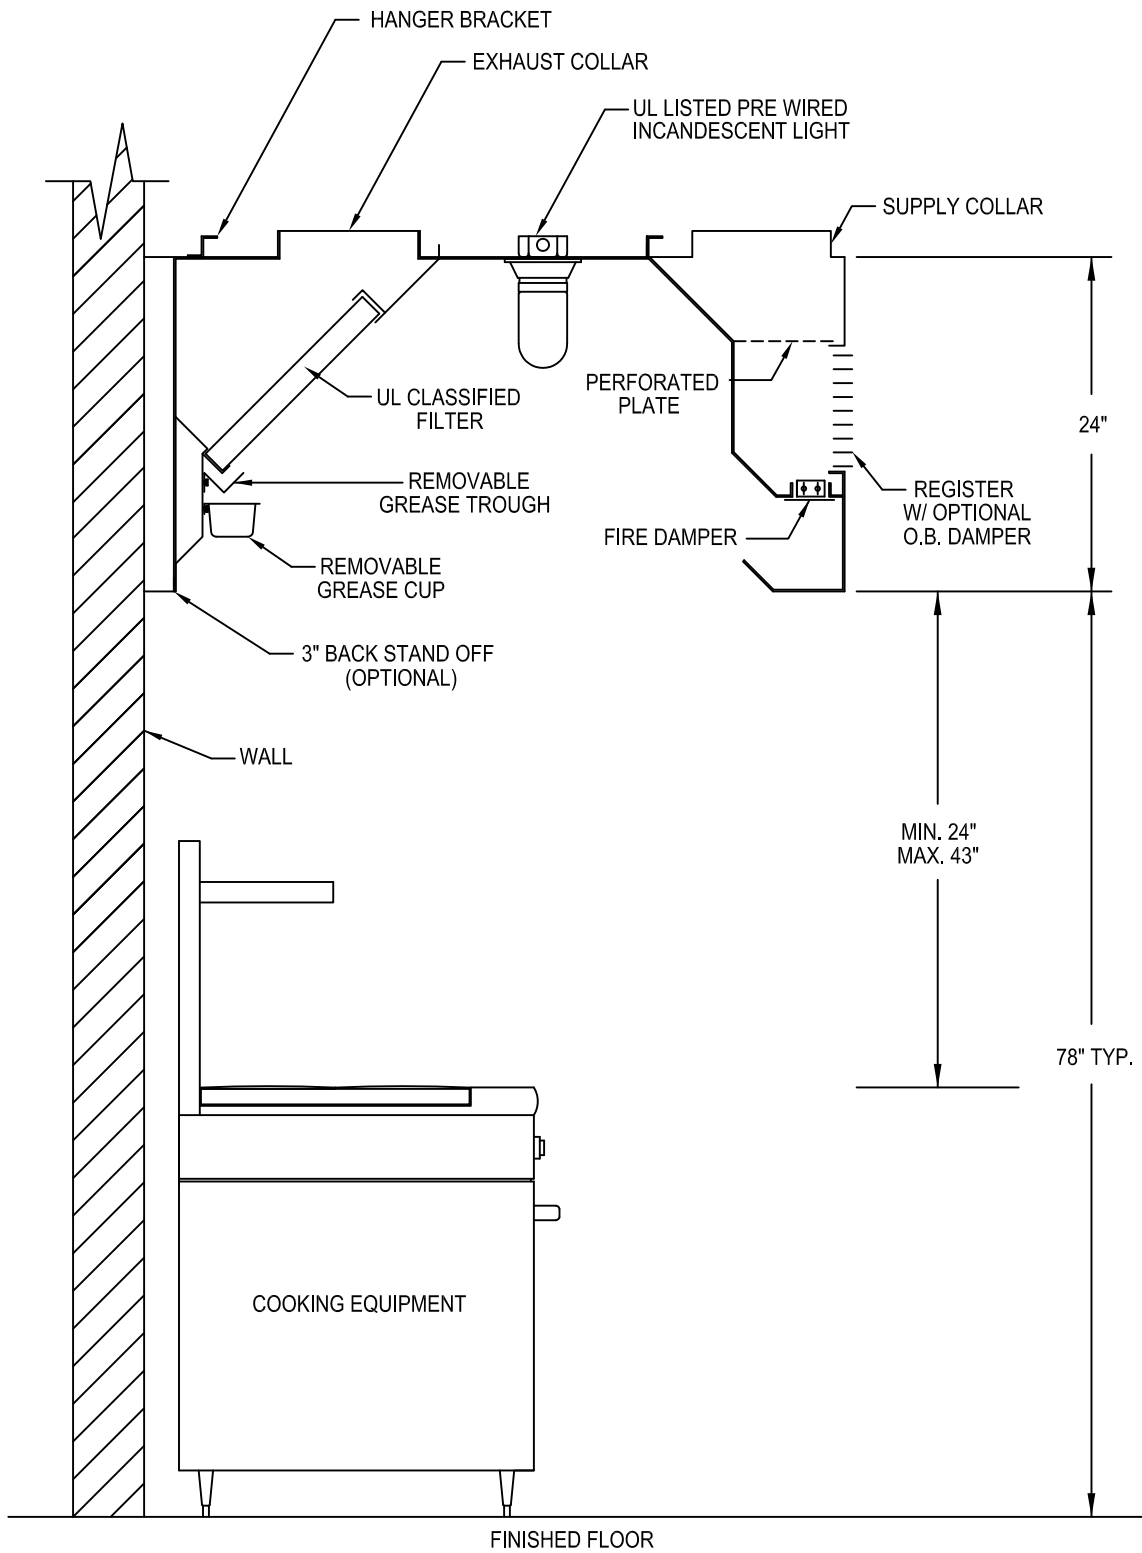 HANGER BRACKET
EXHAUST COLLAR
UL LISTED PRE WIRED
INCANDESCENT LIGHT
SUPPLY COLLAR
UL CLASSIFIED
FILTER
PERFORATED
PLATE
24"
REMOVABLE
GREASE TROUGH
REGISTER
W/ OPTIONAL
O.B. DAMPER
FIRE DAMPER
REMOVABLE
GREASE CUP
3" BACK STAND OFF
(OPTIONAL)
WALL
MIN. 24"
MAX. 43"
78" TYP.
COOKING EQUIPMENT
FINISHED FLOOR